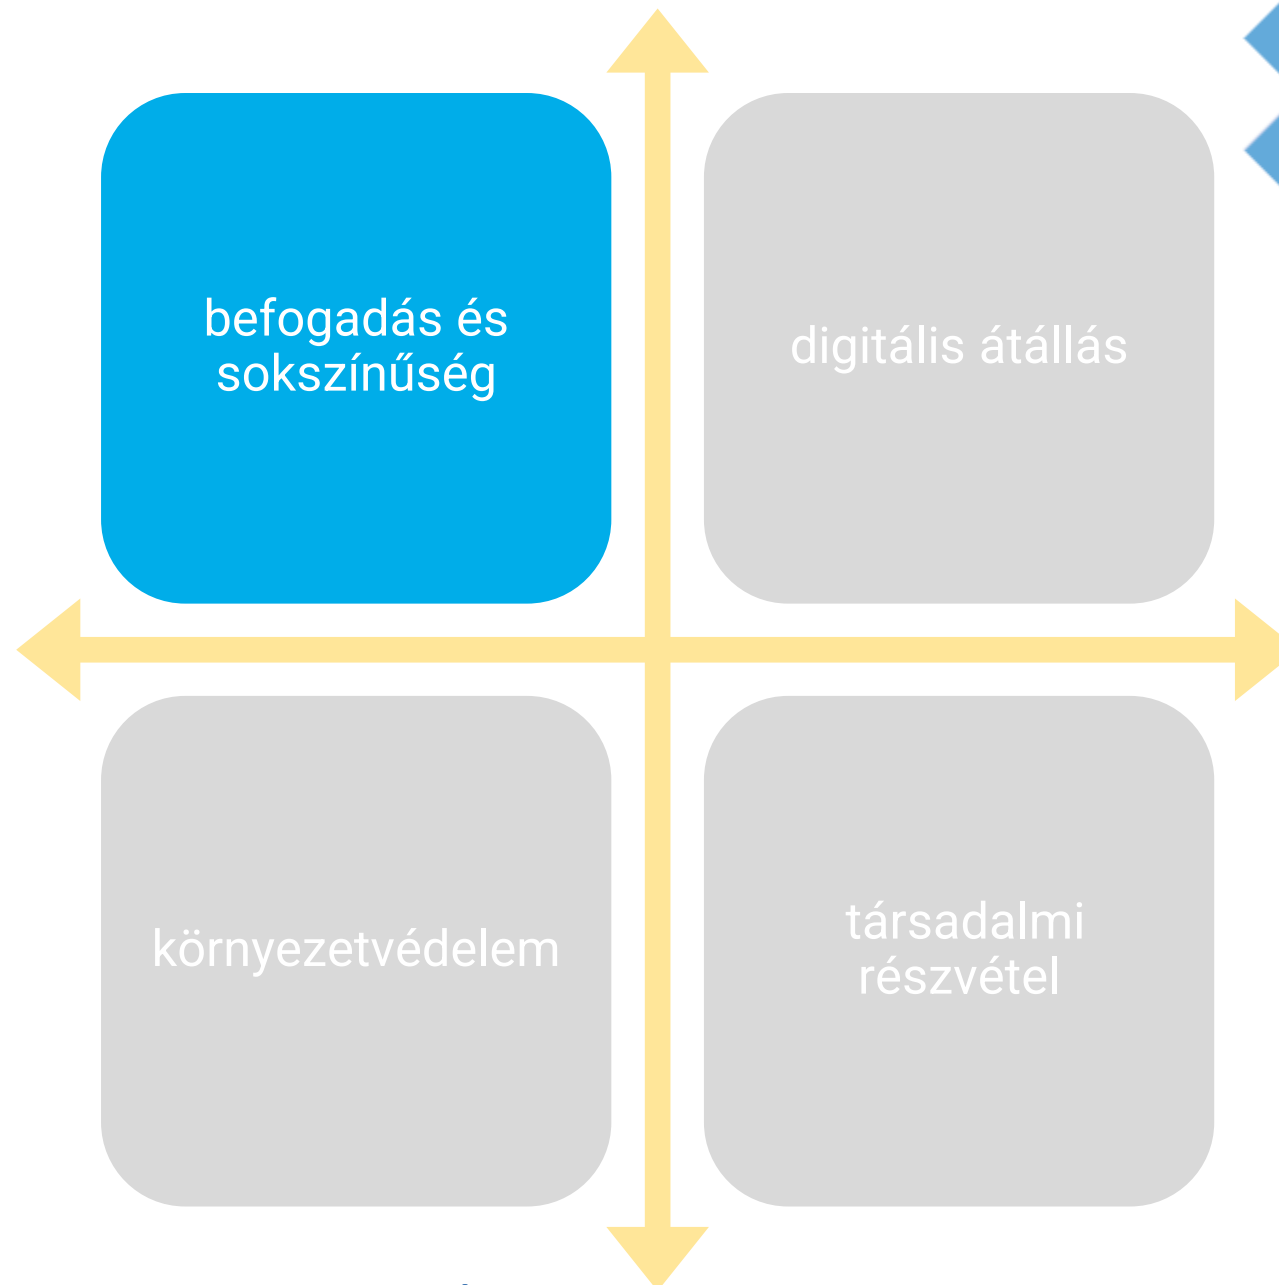 befogadás és
sokszínűség
digitális átállás
környezetvédelem
társadalmi
részvétel